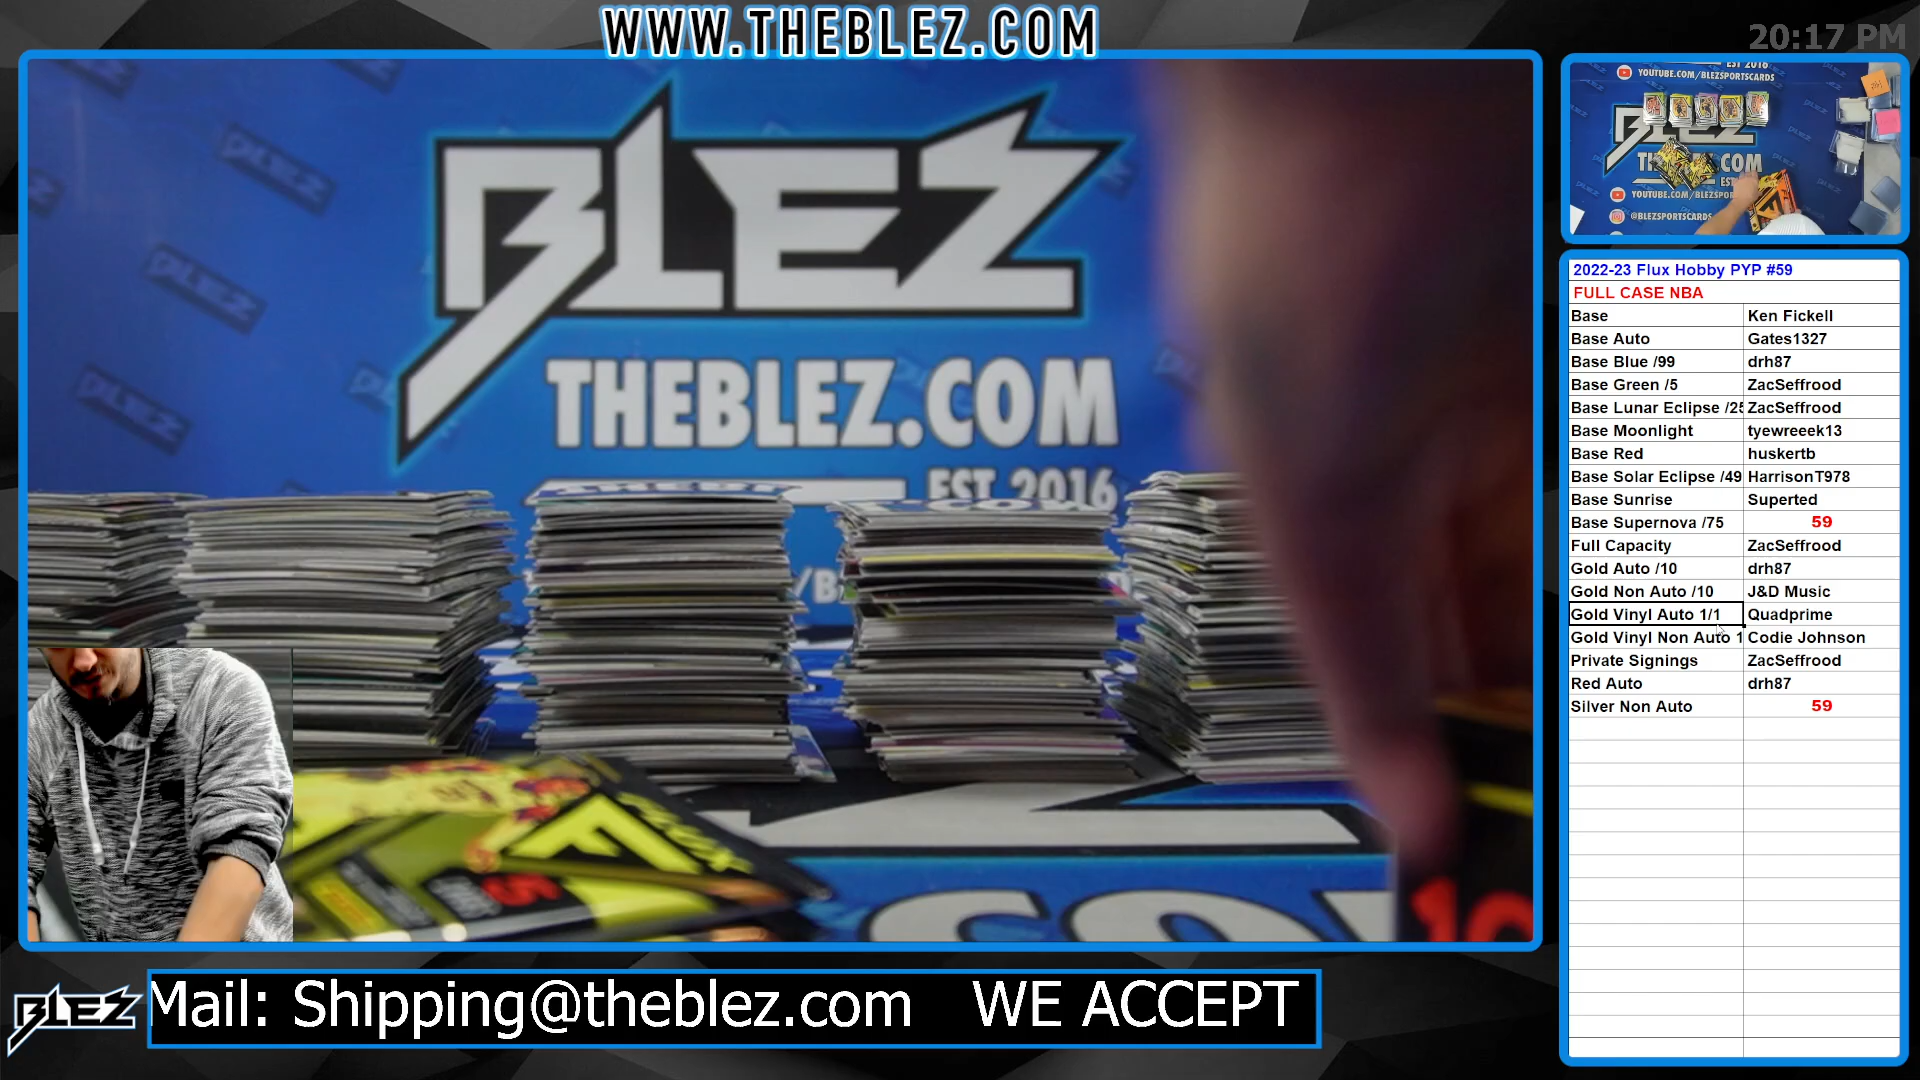 WWW.THEBLEZ.COM
20:17 PM
BLEZ
THEBLEZ.COM
EST 2016
YOUTUBE.COM/BLEZSPORTSCARDS
@BLEZSPORTSCARDS
2022-23 Flux Hobby PYP #59
FULL CASE NBA
Base Ken Fickell
Base Auto Gates1327
Base Blue /99 drh87
Base Green /5 ZacSeffrood
Base Lunar Eclipse /25 ZacSeffrood
Base Moonlight tyewreeek13
Base Red huskertb
Base Solar Eclipse /49 HarrisonT978
Base Sunrise Superted
Base Supernova /75 59
Full Capacity ZacSeffrood
Gold Auto /10 drh87
Gold Non Auto /10 J&D Music
Gold Vinyl Auto 1/1 Quadprime
Gold Vinyl Non Auto 1 Codie Johnson
Private Signings ZacSeffrood
Red Auto drh87
Silver Non Auto 59
BLEZ
Mail: Shipping@theblez.com WE ACCEPT